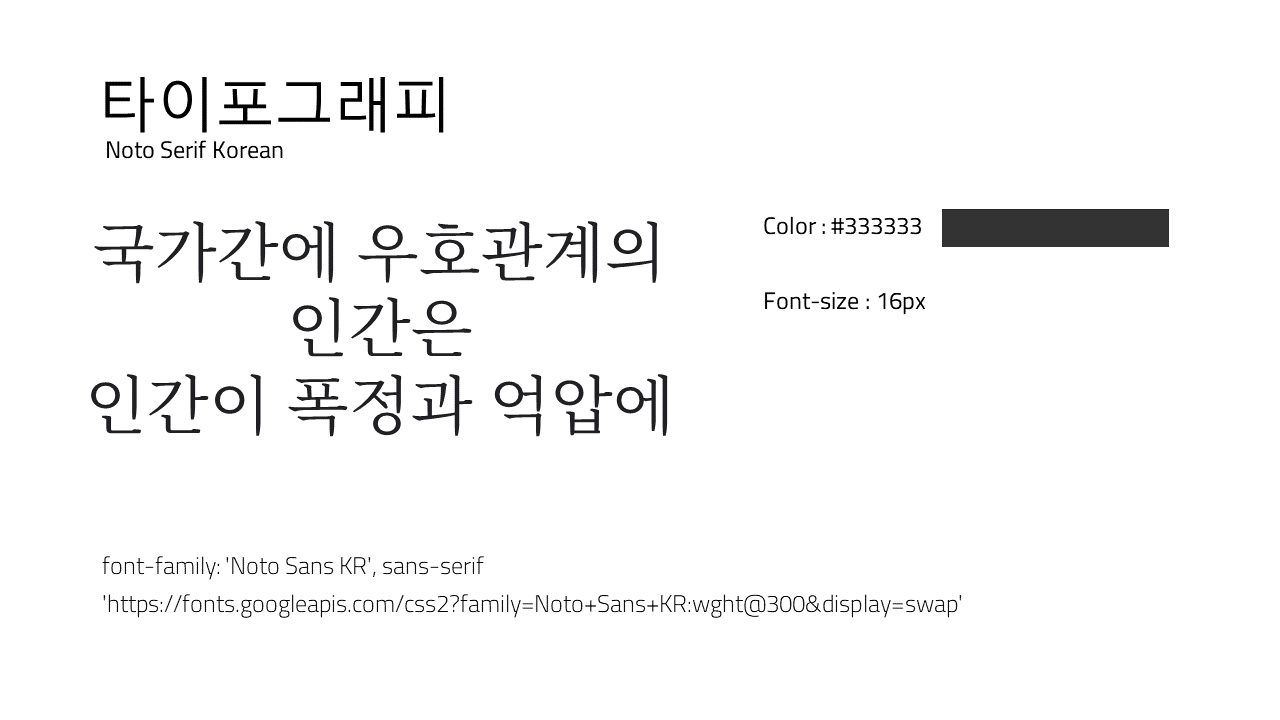 타이포그래피
Noto Serif Korean
국가간에 우호관계의
인간은
인간이 폭정과 억압에
Color : #333333
Font-size : 16px
font-family: 'Noto Sans KR', sans-serif
'https://fonts.googleapis.com/css2?family=Noto+Sans+KR:wght@300&display=swap'